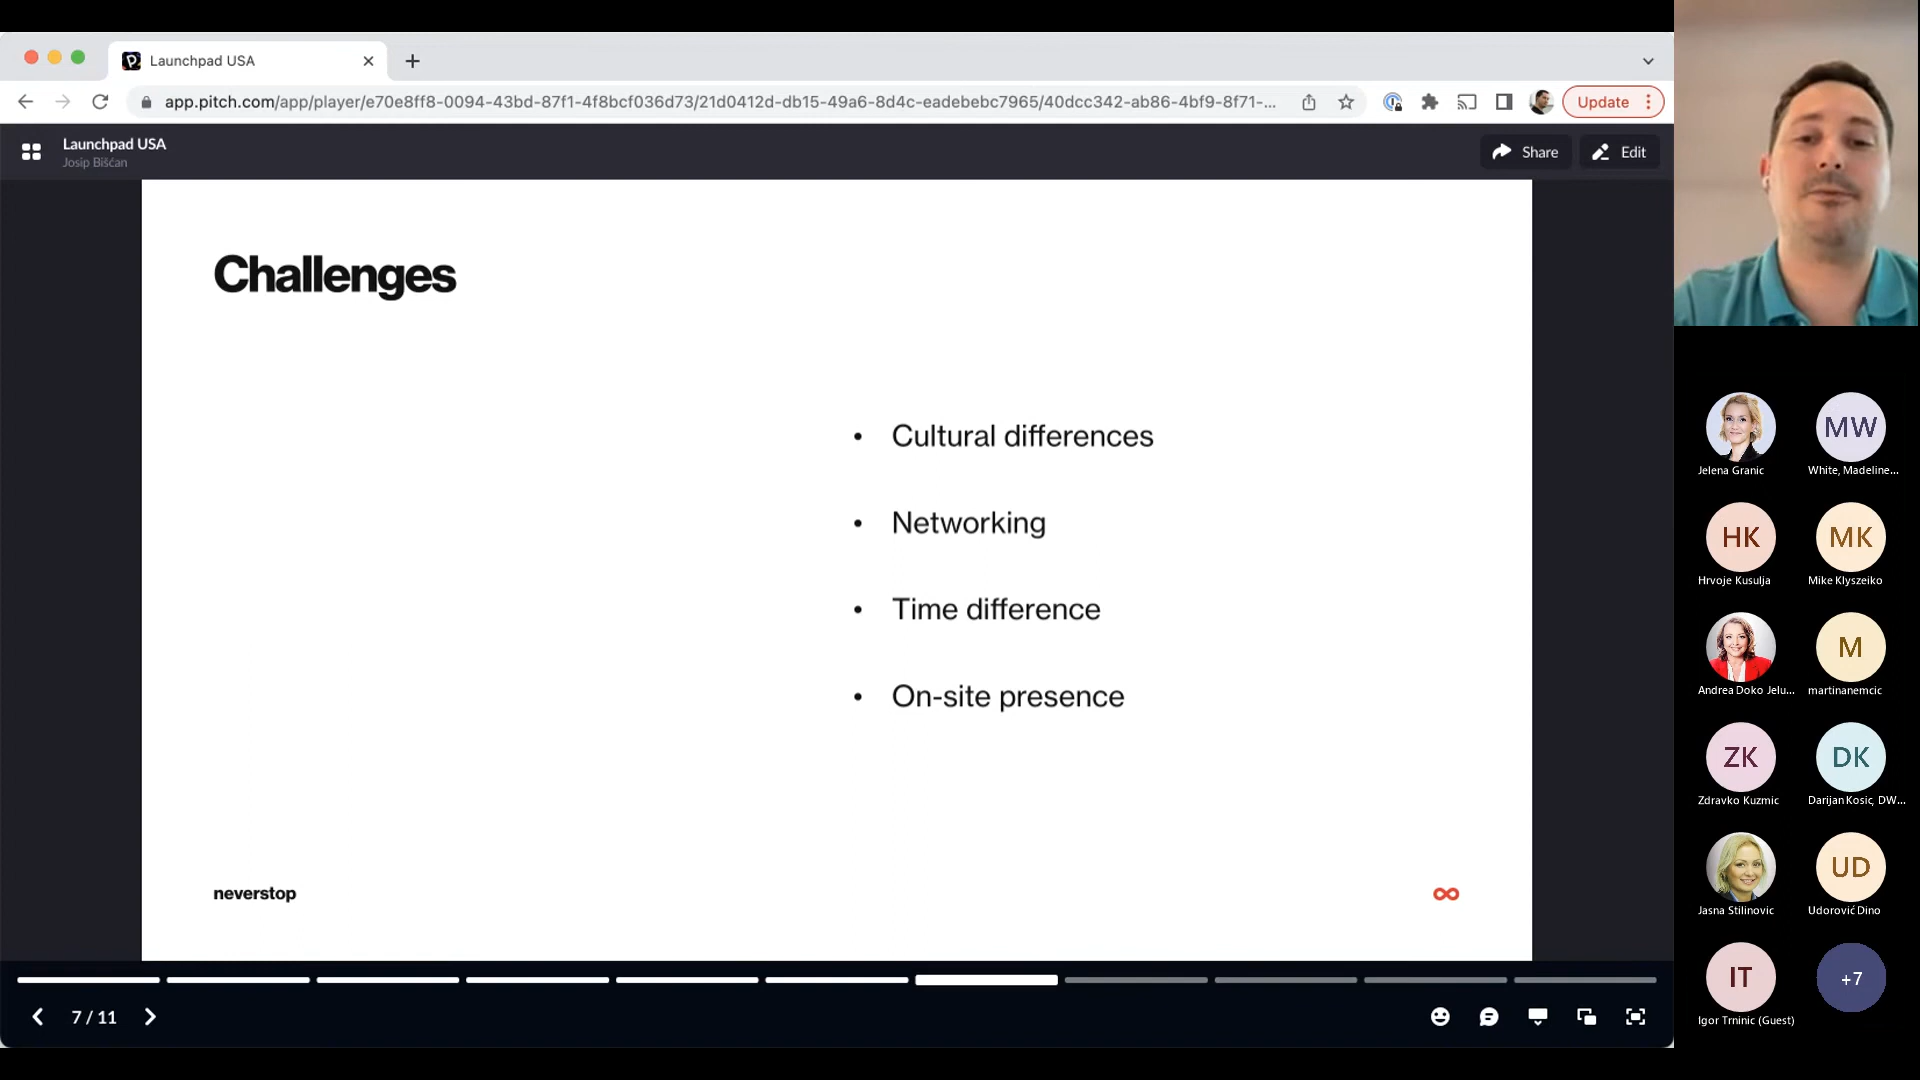 Launchpad USA
app.pitch.com/app/player/e70e8ff8-0094-43bd-87f1-4f8bcf036d73/21d0412d-db15-49a6-8d4c-eadebebc7965/40dcc342-ab86-4bf9-8f71-...
Update
Launchpad USA
Josip Bišćan
Share
Edit
Challenges
• Cultural differences
• Networking
• Time difference
• On-site presence
neverstop
7 / 11
MW
Jelena Granic
White, Madeline...
HK
MK
Hrvoje Kusulja
Mike Klyszeiko
M
Andrea Doko Jelu...
martinanemcic
ZK
DK
Zdravko Kuzmic
Darijan Kosic, DW...
UD
Jasna Stilinovic
Udorović Dino
IT
+7
Igor Trninic (Guest)